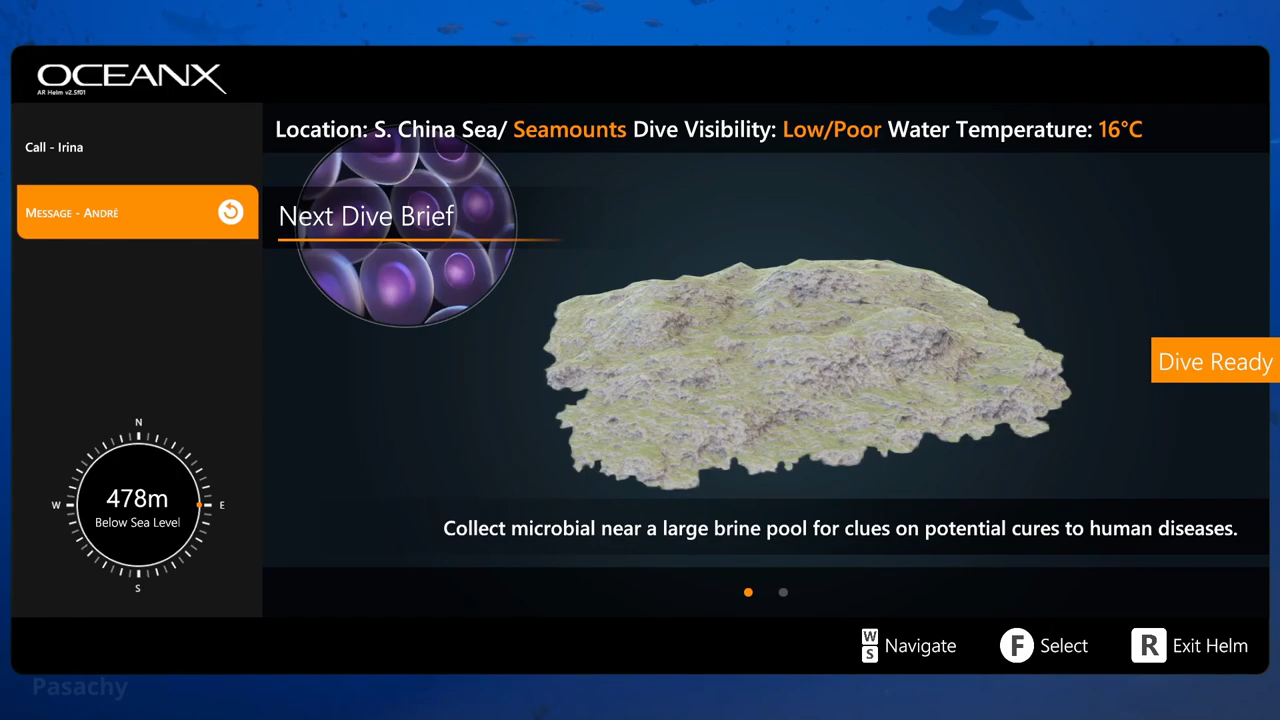 OCEANX
AR Helm v2.5f01
Location: S. China Sea/ Seamounts Dive Visibility: Low/Poor Water Temperature: 16°C
Call - Irina
Message - André
Next Dive Brief
Dive Ready
N
W
E
S
478m
Below Sea Level
Collect microbial near a large brine pool for clues on potential cures to human diseases.
W
S
Navigate
F
Select
R
Exit Helm
Pasachy